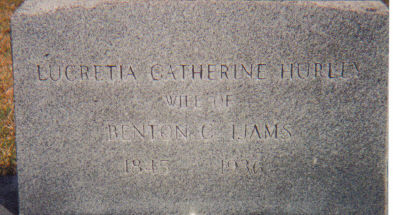 LUCRETIA CATHERINE HURLEY
WIFE OF
BENTON G. IJAMS
1845 1936